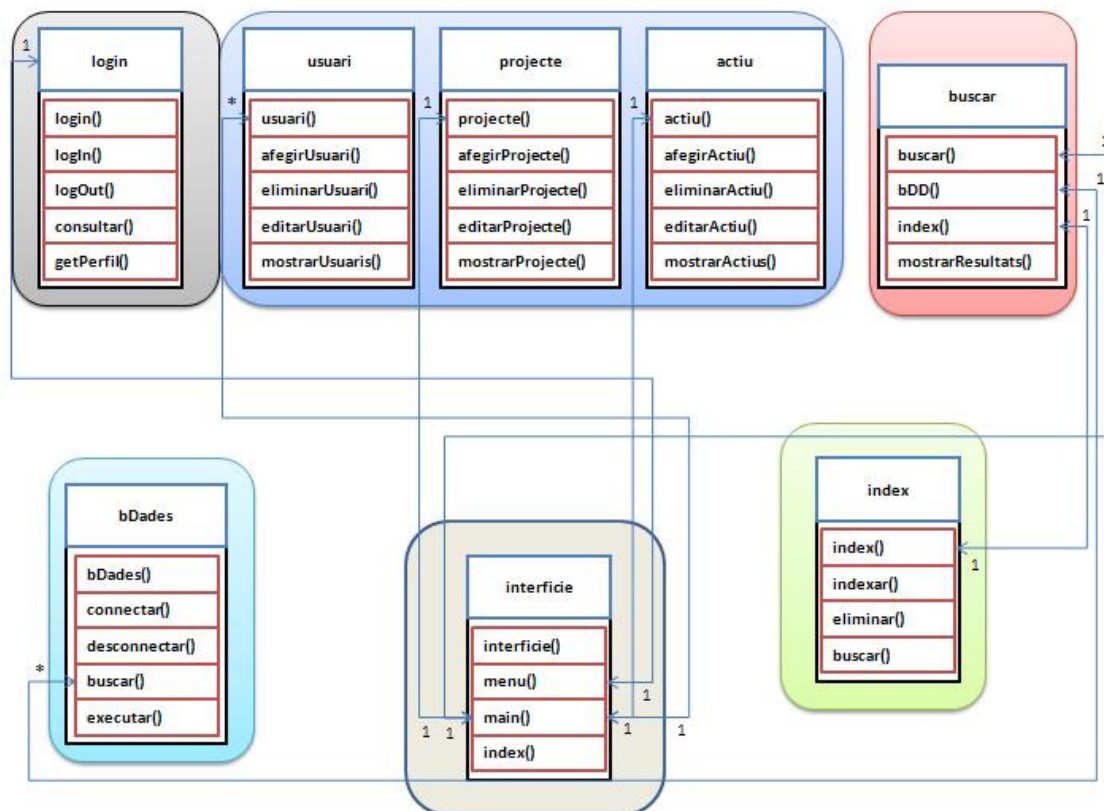 login
1
login()
logIn()
logOut()
consultar()
getPerfil()
usuari
*
usuari()
afegirUsuari()
eliminarUsuari()
editarUsuari()
mostrarUsuaris()
projecte
1
projecte()
afegirProjecte()
eliminarProjecte()
editarProjecte()
mostrarProjecte()
actiu
1
actiu()
afegirActiu()
eliminarActiu()
editarActiu()
mostrarActius()
buscar
buscar()
bDD()
index()
mostrarResultats()
1
1
1
bDades
bDades()
connectar()
desconnectar()
*
buscar()
executar()
interficie
interficie()
menu()
main()
index()
1
1
1
1
1
index
index()
indexar()
eliminar()
buscar()
1